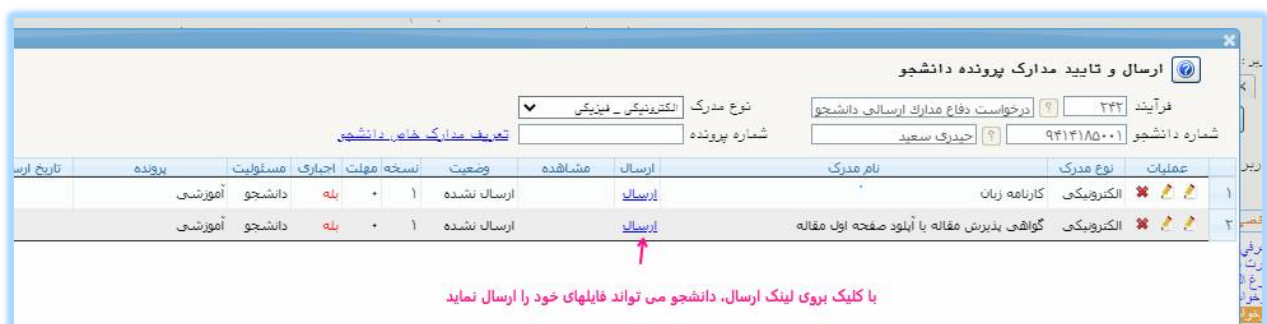 ارسال و تایید مدارک پرونده دانشجو
فرآیند ۲۴۲ ؟ درخواست دفاع مدارك ارسالی دانشجو نوع مدرک الکترونیکی _ فیزیکی
شماره دانشجو ۹۴۱۴۱۸۵۰۰۱ ؟ حیدری سعید شماره پرونده تعریف مدارک خاص دانشجو
عملیات نوع مدرک نام مدرک ارسال مشاهده وضعیت نسخه مهلت اجباری مسئولیت پرونده تاریخ
۱ الکترونیکی کارنامه زبان ارسال ارسال نشده ۱ ۰ بله دانشجو آموزشی
۲ الکترونیکی گواهی پذیرش مقاله یا آپلود صفحه اول مقاله ارسال ارسال نشده ۱ ۰ بله دانشجو آموزشی
با کلیک بروی لینک ارسال، دانشجو می تواند فایلهای خود را ارسال نماید